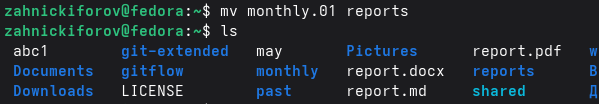 zahnickiforov@fedora:~$ mv monthly.01 reports
zahnickiforov@fedora:~$ ls
abc1 git-extended may Pictures report.pdf
Documents gitflow monthly report.docx reports
Downloads LICENSE past report.md shared